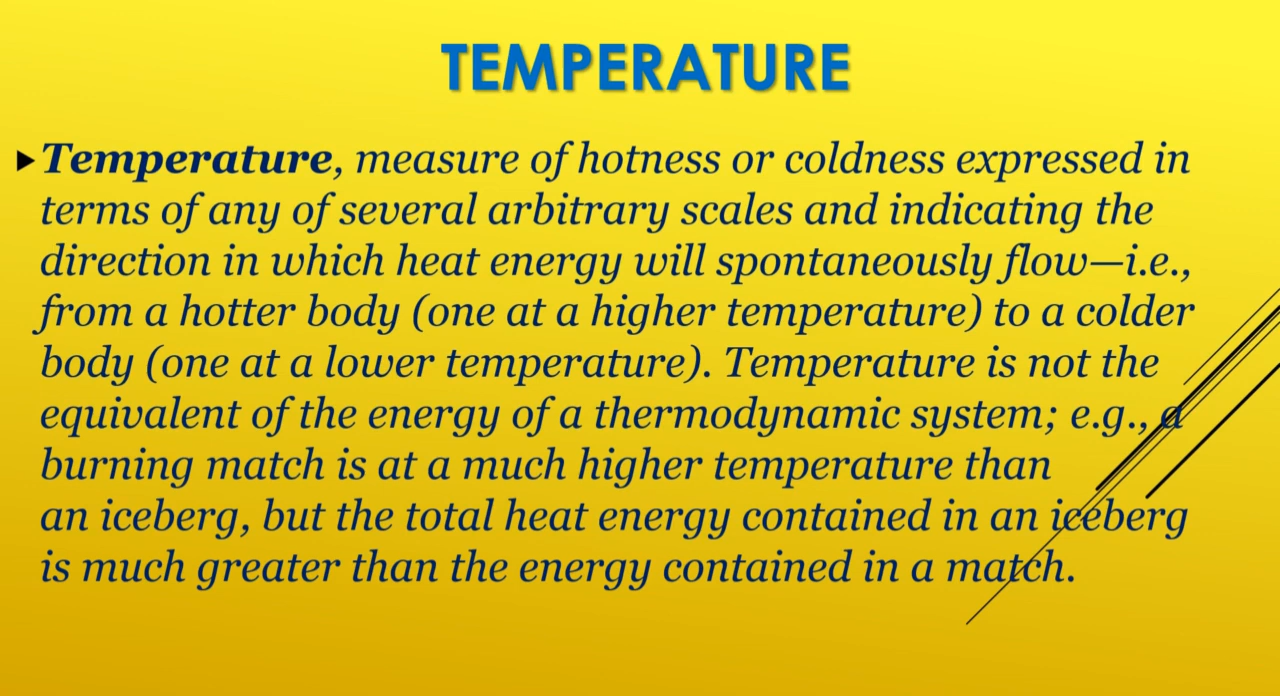 TEMPERATURE
Temperature, measure of hotness or coldness expressed in
terms of any of several arbitrary scales and indicating the
direction in which heat energy will spontaneously flow—i.e.,
from a hotter body (one at a higher temperature) to a colder
body (one at a lower temperature). Temperature is not the
equivalent of the energy of a thermodynamic system; e.g., a
burning match is at a much higher temperature than
an iceberg, but the total heat energy contained in an iceberg
is much greater than the energy contained in a match.